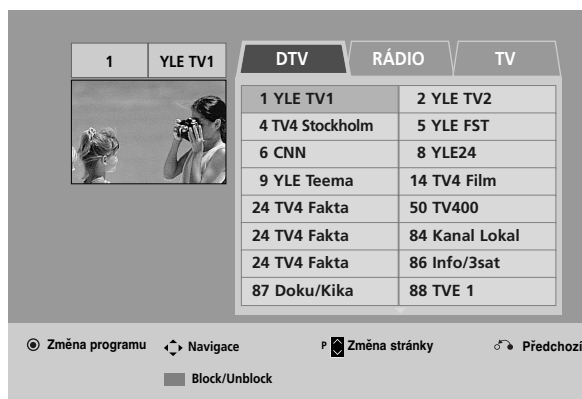 1 YLE TV1
DTV RÁDIO TV
1 YLE TV1 2 YLE TV2
4 TV4 Stockholm 5 YLE FST
6 CNN 8 YLE24
9 YLE Teema 14 TV4 Film
24 TV4 Fakta 50 TV400
24 TV4 Fakta 84 Kanal Lokal
24 TV4 Fakta 86 Info/3sat
87 Doku/Kika 88 TVE 1
Změna programu Navigace P Změna stránky Předchozí
Block/Unblock